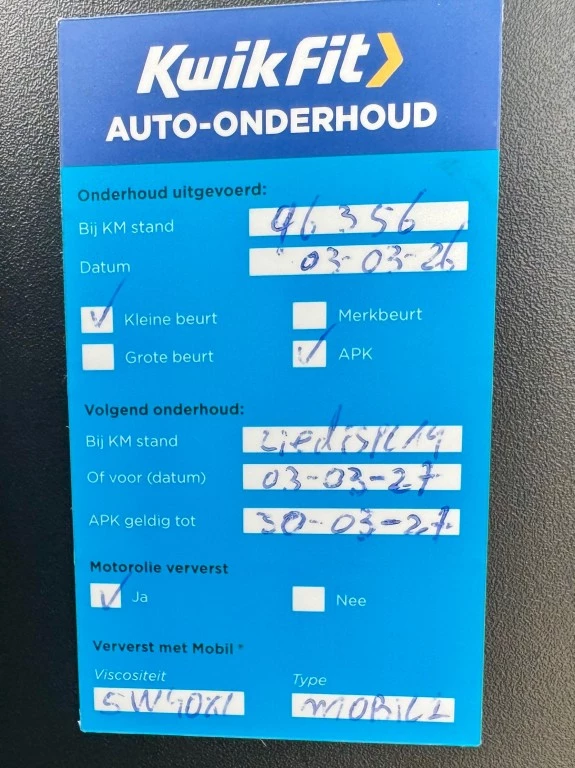 KwikFit
AUTO-ONDERHOUD
Onderhoud uitgevoerd:
Bij KM stand 96356
Datum 03-03-26
Kleine beurt Merkbeurt
Grote beurt APK
Volgend onderhoud:
Bij KM stand ziedisplay
Of voor (datum) 03-03-27
APK geldig tot 30-03-27
Motorolie ververst
Ja Nee
Ververst met Mobil*
Viscositeit Type
MOBILL